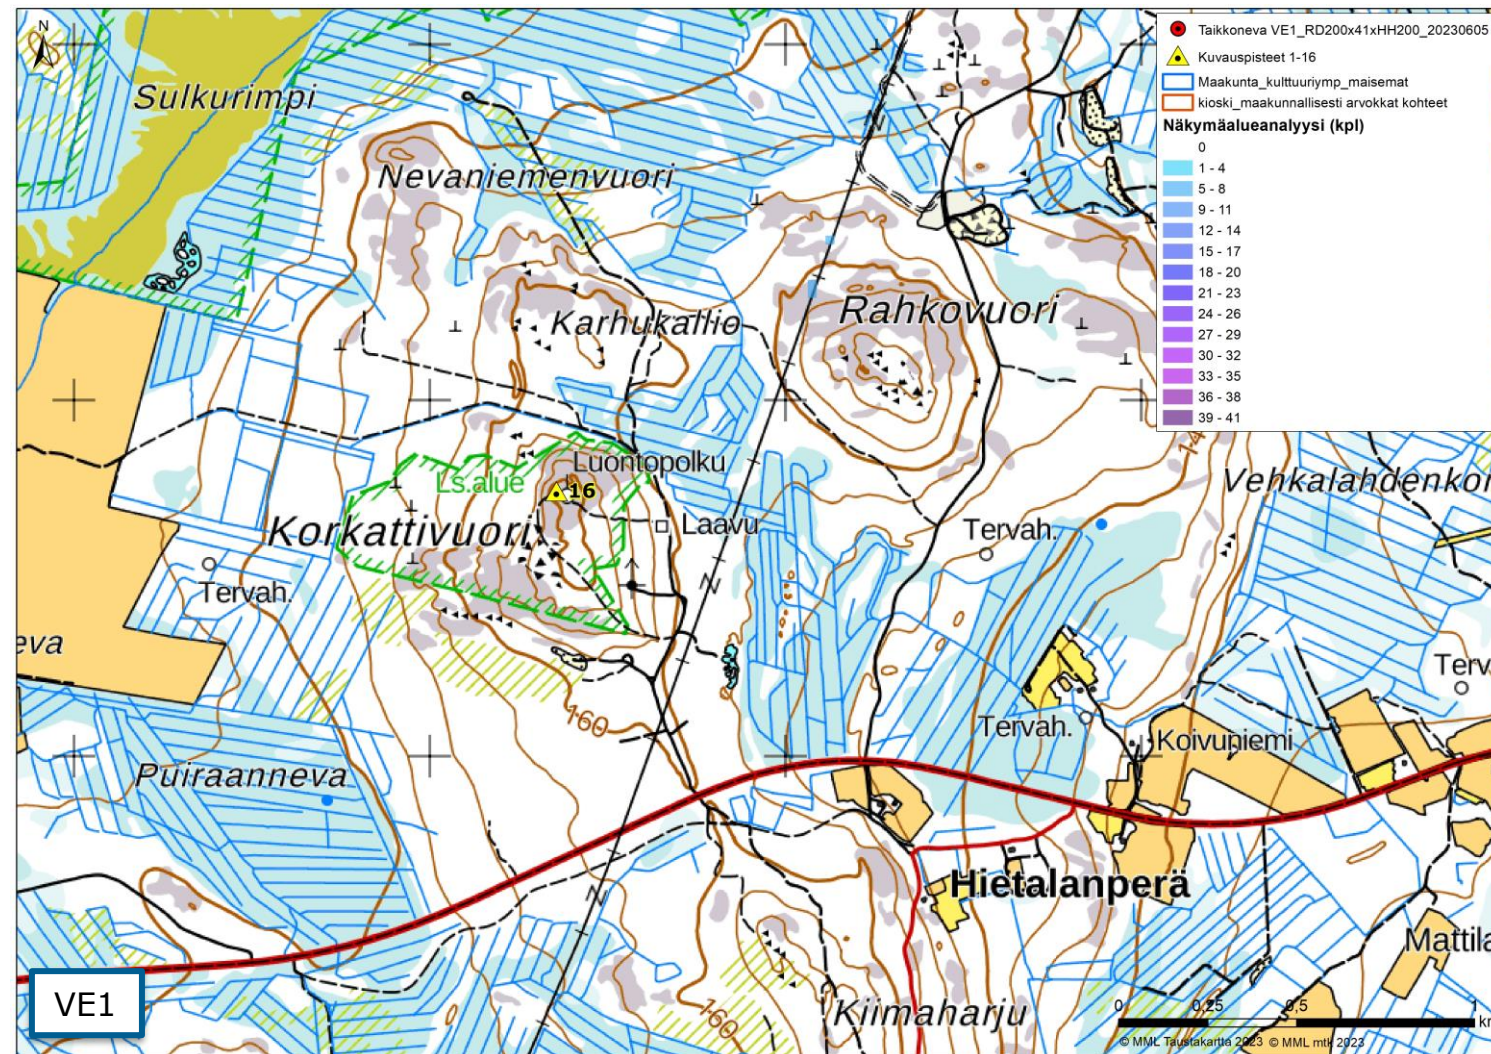 N
Sulkurimpi
Nevaniemenvuori
Karhukallio
Rahkovuori
Taikkoneva VE1_RD200x41xHH200_20230605
Kuvauspisteet 1-16
Maakunta_kulttuuriymp_maisemat
kioski_maakunnallisesti arvokkat kohteet
Näkymäalueanalyysi (kpl)
0
1 - 4
5 - 8
9 - 11
12 - 14
15 - 17
18 - 20
21 - 23
24 - 26
27 - 29
30 - 32
33 - 35
36 - 38
39 - 41
Luontopolku
Ls.alue
16
Korkattivuori
Laavu
Vehkalahdenkor
Tervah.
Tervah.
eva
Terv
160
Tervah.
Koivuniemi
Puiraanneva
Hietalanperä
Mattila
Kiimaharju
160
VE1
0 0,25 0,5 1
km
© MML Taustakartta 2023 © MML mtk 2023